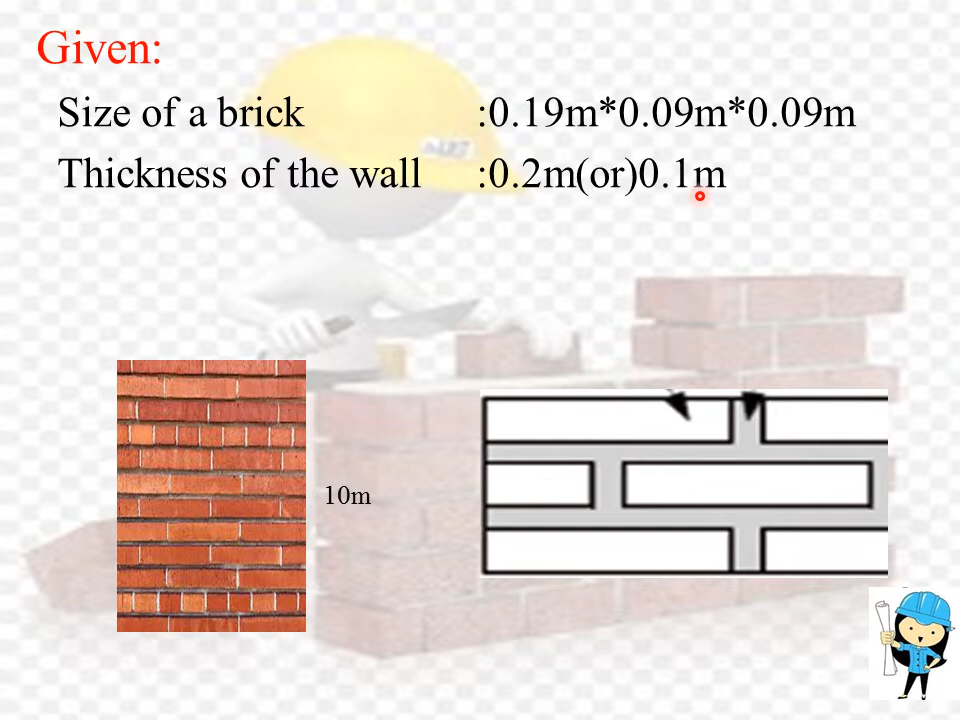 Given:
Size of a brick :0.19m*0.09m*0.09m
Thickness of the wall :0.2m(or)0.1m
10m